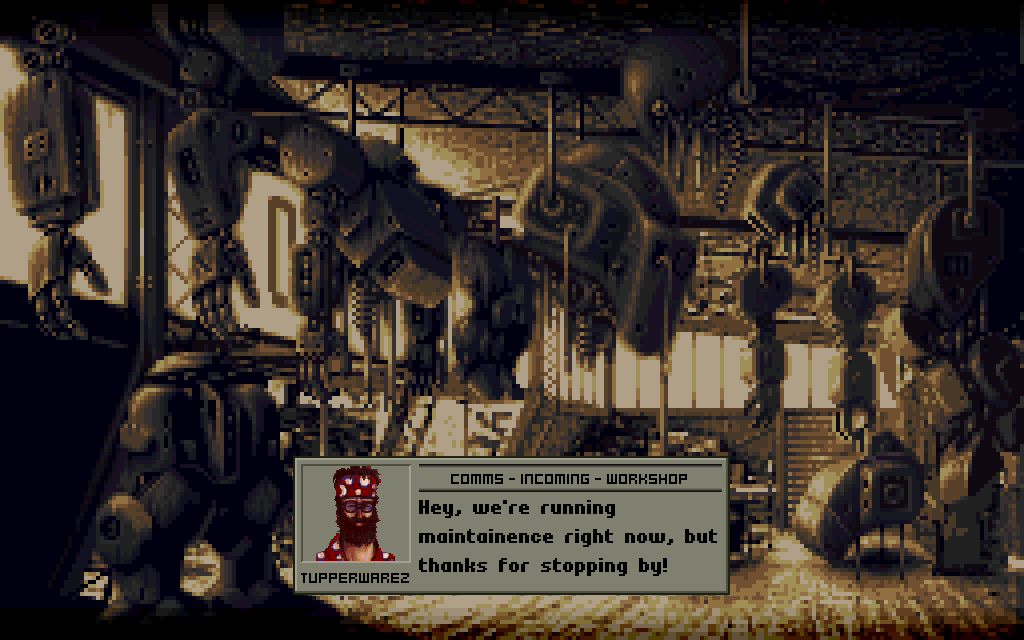 COMMS - INCOMING - WORKSHOP
Hey, we're running
maintainence right now, but
thanks for stopping by!
TUPPERWAREZ